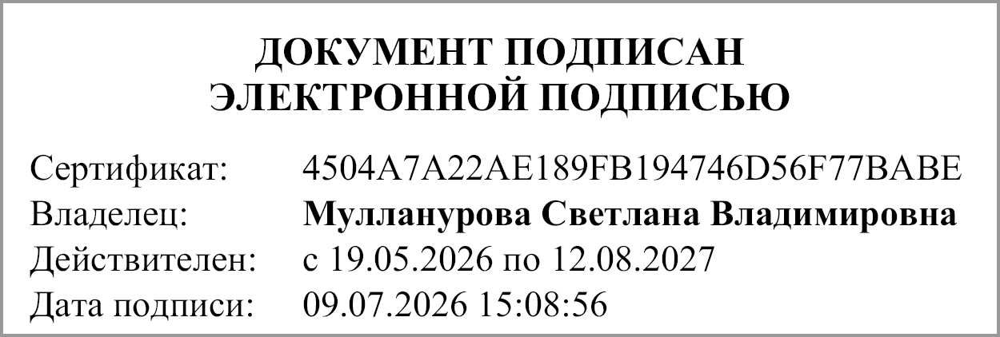 ДОКУМЕНТ ПОДПИСАН
ЭЛЕКТРОННОЙ ПОДПИСЬЮ
Сертификат: 4504A7A22AE189FB194746D56F77BABE
Владелец: Муллануровa Светлана Владимировна
Действителен: с 19.05.2026 по 12.08.2027
Дата подписи: 09.07.2026 15:08:56